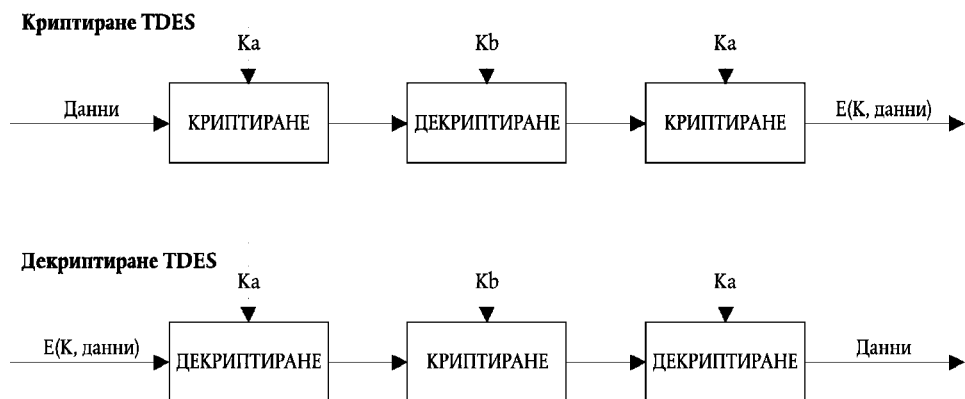 Криптиране TDES
Ka Kb Ka
Данни КРИПТИРАНЕ ДЕКРИПТИРАНЕ КРИПТИРАНЕ E(K, данни)
Декриптиране TDES
Ka Kb Ka
E(K, данни) ДЕКРИПТИРАНЕ КРИПТИРАНЕ ДЕКРИПТИРАНЕ Данни